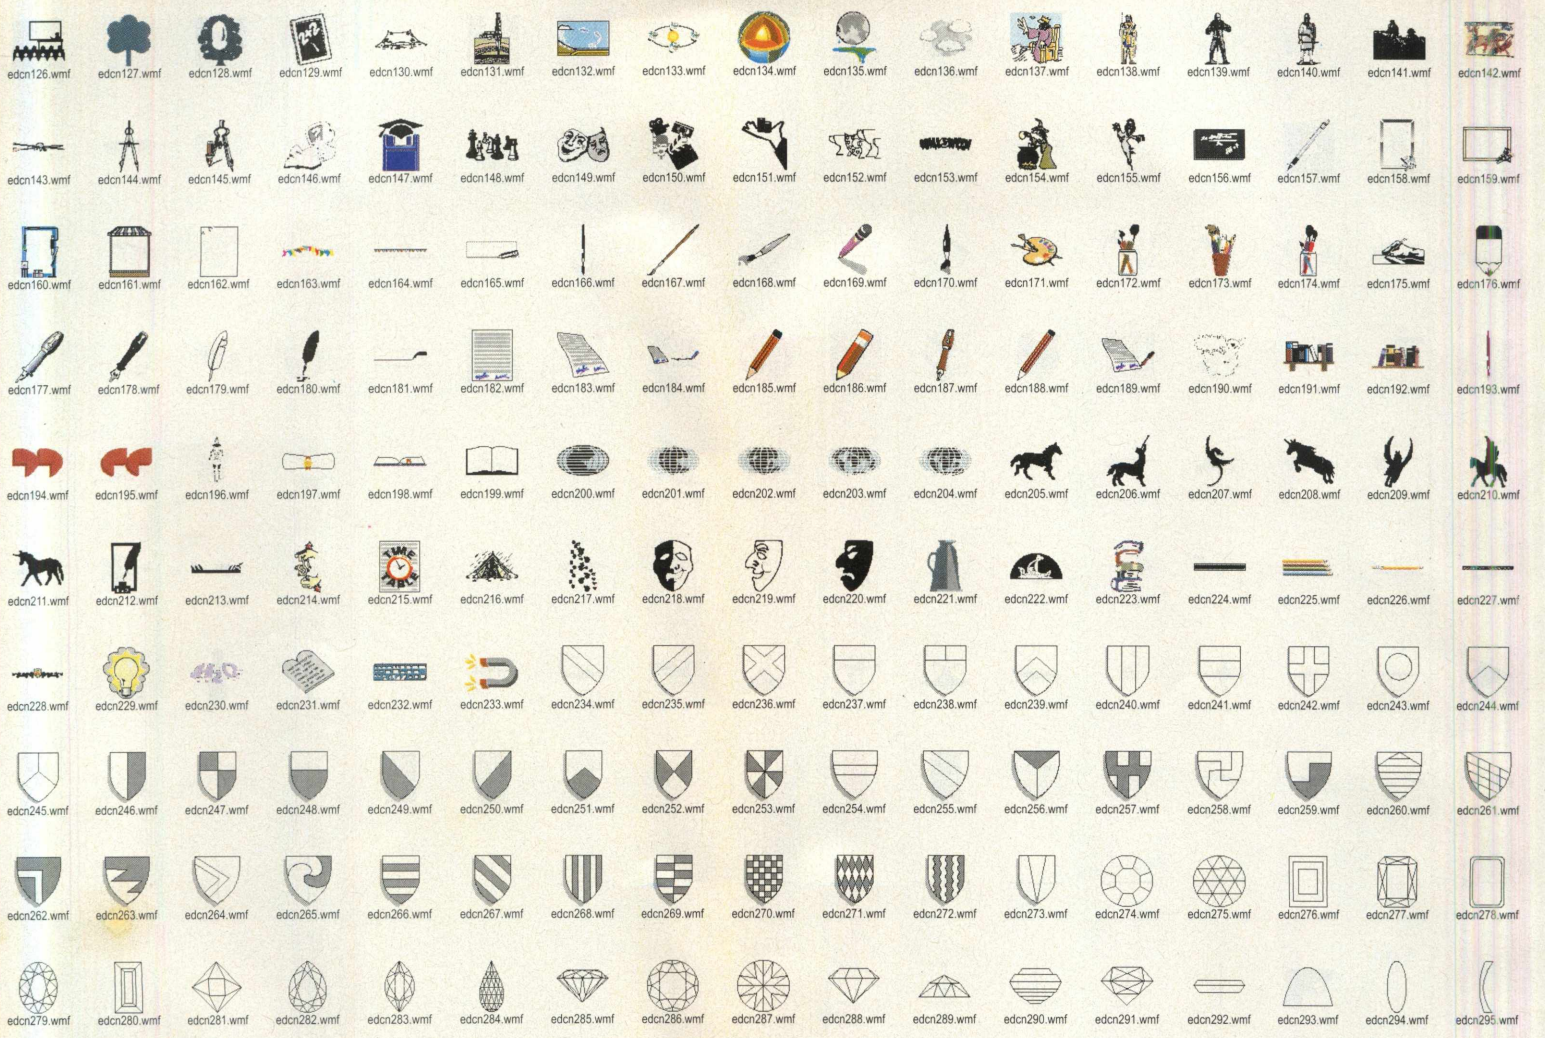 edcn126.wmf edcn127.wmf edcn128.wmf edcn129.wmf edcn130.wmf edcn131.wmf edcn132.wmf edcn133.wmf edcn134.wmf edcn135.wmf edcn136.wmf edcn137.wmf edcn138.wmf edcn139.wmf edcn140.wmf edcn141.wmf edcn142.wmf
edcn143.wmf edcn144.wmf edcn145.wmf edcn146.wmf edcn147.wmf edcn148.wmf edcn149.wmf edcn150.wmf edcn151.wmf edcn152.wmf edcn153.wmf edcn154.wmf edcn155.wmf edcn156.wmf edcn157.wmf edcn158.wmf edcn159.wmf
edcn160.wmf edcn161.wmf edcn162.wmf edcn163.wmf edcn164.wmf edcn165.wmf edcn166.wmf edcn167.wmf edcn168.wmf edcn169.wmf edcn170.wmf edcn171.wmf edcn172.wmf edcn173.wmf edcn174.wmf edcn175.wmf edcn176.wmf
edcn177.wmf edcn178.wmf edcn179.wmf edcn180.wmf edcn181.wmf edcn182.wmf edcn183.wmf edcn184.wmf edcn185.wmf edcn186.wmf edcn187.wmf edcn188.wmf edcn189.wmf edcn190.wmf edcn191.wmf edcn192.wmf edcn193.wmf
edcn194.wmf edcn195.wmf edcn196.wmf edcn197.wmf edcn198.wmf edcn199.wmf edcn200.wmf edcn201.wmf edcn202.wmf edcn203.wmf edcn204.wmf edcn205.wmf edcn206.wmf edcn207.wmf edcn208.wmf edcn209.wmf edcn210.wmf
TIME
TABLE
edcn211.wmf edcn212.wmf edcn213.wmf edcn214.wmf edcn215.wmf edcn216.wmf edcn217.wmf edcn218.wmf edcn219.wmf edcn220.wmf edcn221.wmf edcn222.wmf edcn223.wmf edcn224.wmf edcn225.wmf edcn226.wmf edcn227.wmf
edcn228.wmf edcn229.wmf edcn230.wmf edcn231.wmf edcn232.wmf edcn233.wmf edcn234.wmf edcn235.wmf edcn236.wmf edcn237.wmf edcn238.wmf edcn239.wmf edcn240.wmf edcn241.wmf edcn242.wmf edcn243.wmf edcn244.wmf
edcn245.wmf edcn246.wmf edcn247.wmf edcn248.wmf edcn249.wmf edcn250.wmf edcn251.wmf edcn252.wmf edcn253.wmf edcn254.wmf edcn255.wmf edcn256.wmf edcn257.wmf edcn258.wmf edcn259.wmf edcn260.wmf edcn261.wmf
edcn262.wmf edcn263.wmf edcn264.wmf edcn265.wmf edcn266.wmf edcn267.wmf edcn268.wmf edcn269.wmf edcn270.wmf edcn271.wmf edcn272.wmf edcn273.wmf edcn274.wmf edcn275.wmf edcn276.wmf edcn277.wmf edcn278.wmf
edcn279.wmf edcn280.wmf edcn281.wmf edcn282.wmf edcn283.wmf edcn284.wmf edcn285.wmf edcn286.wmf edcn287.wmf edcn288.wmf edcn289.wmf edcn290.wmf edcn291.wmf edcn292.wmf edcn293.wmf edcn294.wmf edcn295.wmf